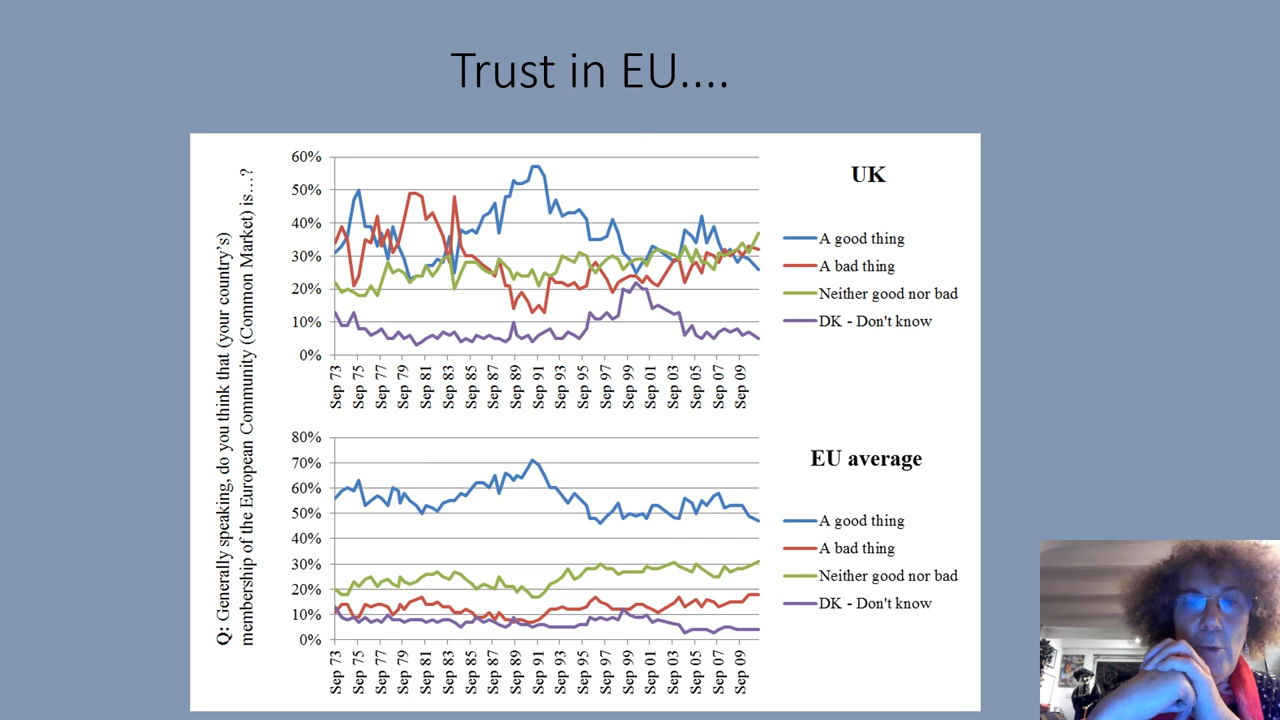 Trust in EU....
Q: Generally speaking, do you think that (your country's)
membership of the European Community (Common Market) is...?
UK
60%
50%
40%
30%
20%
10%
0%
Sep 73
Sep 75
Sep 77
Sep 79
Sep 81
Sep 83
Sep 85
Sep 87
Sep 89
Sep 91
Sep 93
Sep 95
Sep 97
Sep 99
Sep 01
Sep 03
Sep 05
Sep 07
Sep 09
A good thing
A bad thing
Neither good nor bad
DK - Don't know
EU average
80%
70%
60%
50%
40%
30%
20%
10%
0%
Sep 73
Sep 75
Sep 77
Sep 79
Sep 81
Sep 83
Sep 85
Sep 87
Sep 89
Sep 91
Sep 93
Sep 95
Sep 97
Sep 99
Sep 01
Sep 03
Sep 05
Sep 07
Sep 09
A good thing
A bad thing
Neither good nor bad
DK - Don't know